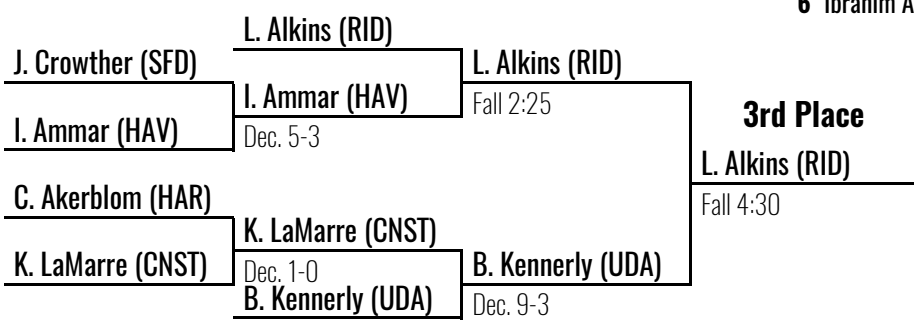 6 Ibrahim A
L. Alkins (RID)
J. Crowther (SFD)
L. Alkins (RID)
I. Ammar (HAV)
Fall 2:25
3rd Place
I. Ammar (HAV)
Dec. 5-3
L. Alkins (RID)
C. Akerblom (HAR)
Fall 4:30
K. LaMarre (CNST)
K. LaMarre (CNST)
B. Kennerly (UDA)
Dec. 1-0
B. Kennerly (UDA)
Dec. 9-3